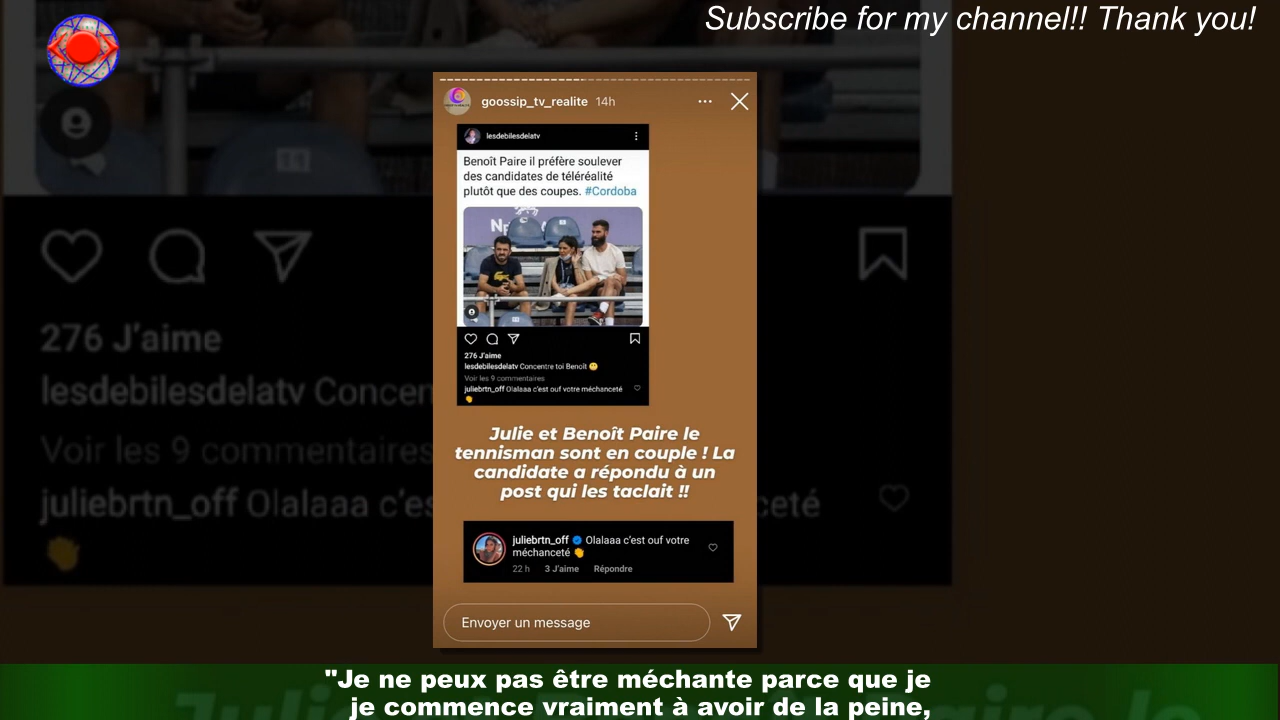 Subscribe for my channel!! Thank you!
goossip_tv_realite 14h
lesdebilesdelatv
Benoît Paire il préfère soulever
des candidates de téléréalité
plutôt que des coupes. #Cordoba
276 J'aime
lesdebilesdelatv Concentre toi Benoit 😬
Voir les 9 commentaires
juliebrtn_off Olalaaa c'est ouf votre méchanceté
👏
Julie et Benoît Paire le
tennisman sont en couple ! La
candidate a répondu à un
post qui les taclait !!
juliebrtn_off Olalaaa c'est ouf votre
méchanceté 👏
22 h 3 J'aime Répondre
Envoyer un message
276 J'aime
lesdebilesdelatv Concen
Voir les 9 commentaires
juliebrtn_off Olalaaa c'es
ceté
"Je ne peux pas être méchante parce que je
je commence vraiment à avoir de la peine,